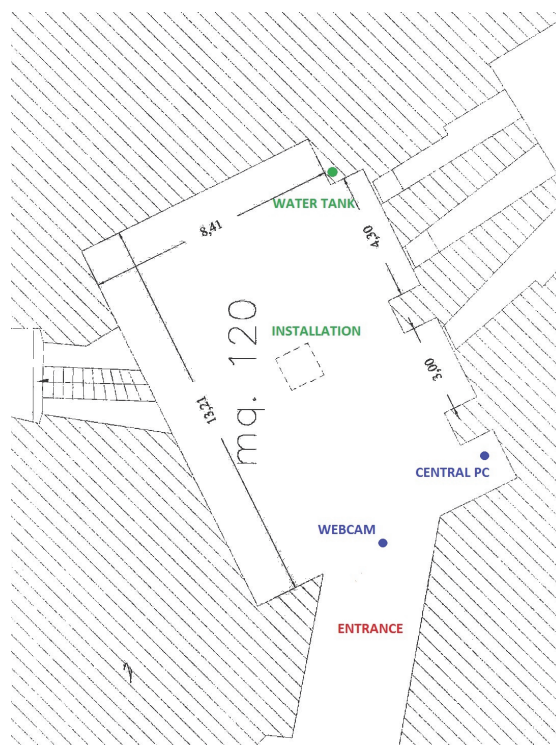 WATER TANK
8,41
4,30
INSTALLATION
mq. 120
3,00
13,21
CENTRAL PC
WEBCAM
ENTRANCE